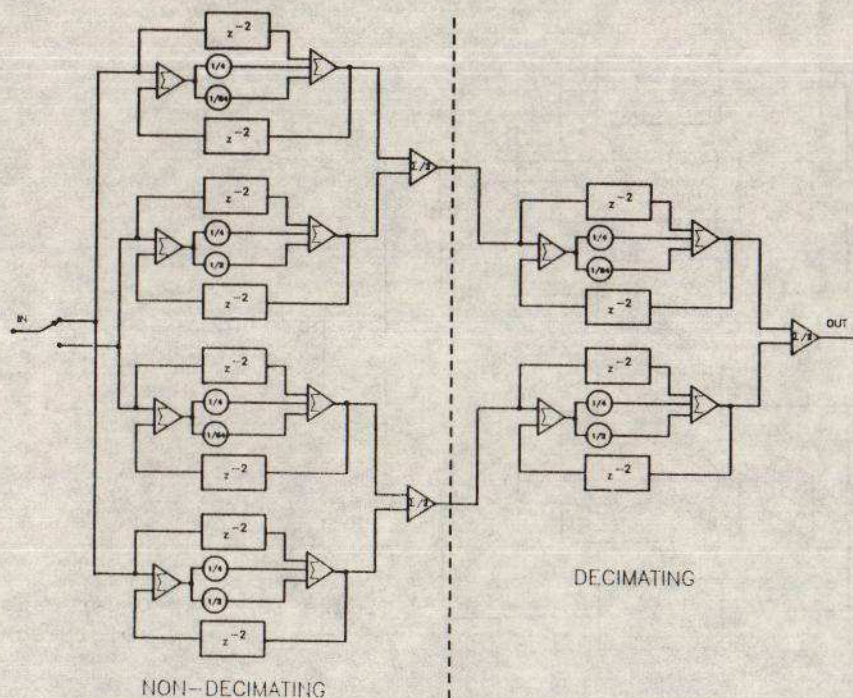 z⁻²
1/4
1/64
z⁻²
Σ/2
z⁻²
1/4
1/2
z⁻²
IN
z⁻²
1/4
1/64
z⁻²
Σ/2
z⁻²
1/4
1/2
z⁻²
NON-DECIMATING
z⁻²
1/4
1/64
z⁻²
OUT
Σ/2
z⁻²
1/4
1/2
z⁻²
DECIMATING